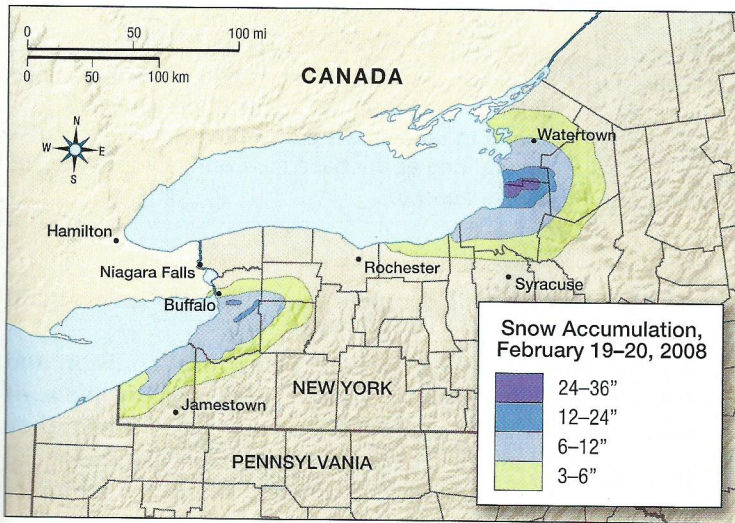 0 50 100 mi
0 50 100 km
CANADA
N
W E
S
Watertown
Hamilton
Niagara Falls
Rochester
Syracuse
Buffalo
Jamestown
NEW YORK
PENNSYLVANIA
Snow Accumulation,
February 19–20, 2008
24–36”
12–24”
6–12”
3–6”